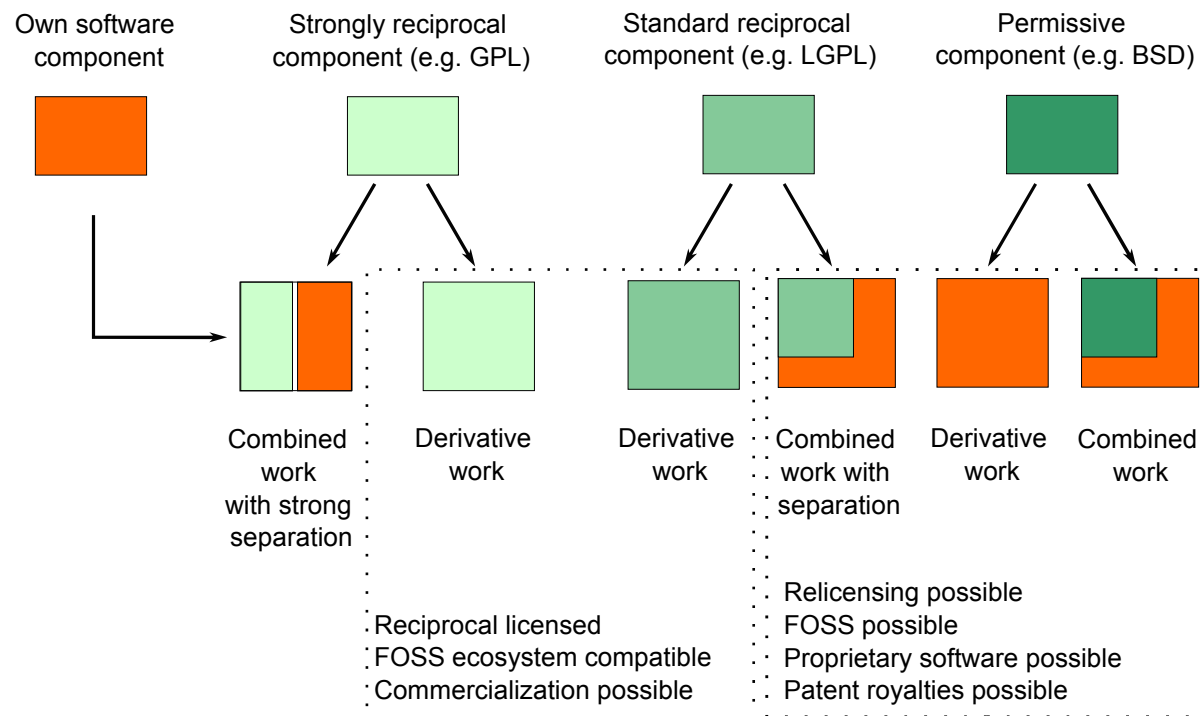 Own software
component
Strongly reciprocal
component (e.g. GPL)
Standard reciprocal
component (e.g. LGPL)
Permissive
component (e.g. BSD)
Combined
work
with strong
separation
Derivative
work
Derivative
work
Combined
work with
separation
Derivative
work
Combined
work
Reciprocal licensed
FOSS ecosystem compatible
Commercialization possible
Relicensing possible
FOSS possible
Proprietary software possible
Patent royalties possible